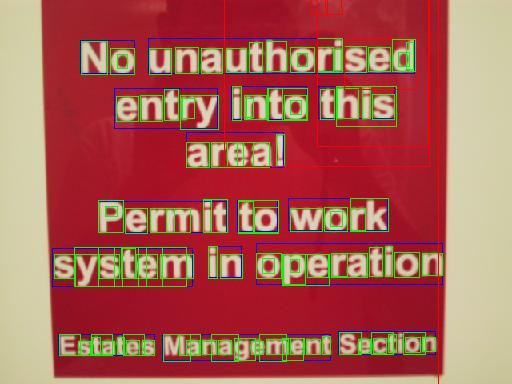 No unauthorised
entry into this
area!
Permit to work
system in operation
Estates Management Section